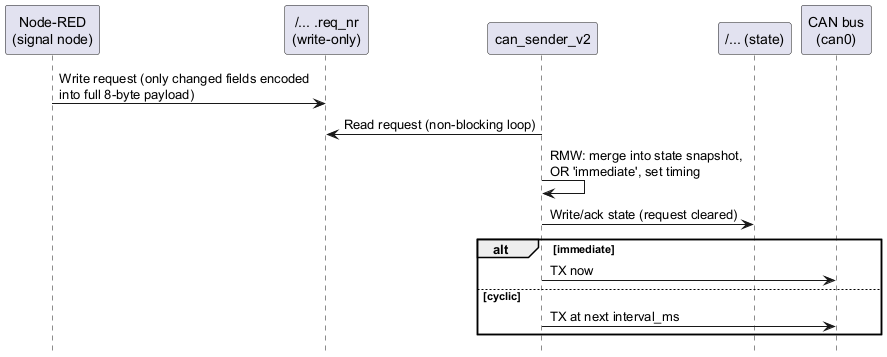 Node-RED
(signal node)
/... .req_nr
(write-only)
can_sender_v2
/... (state)
CAN bus
(can0)
Write request (only changed fields encoded
into full 8-byte payload)
Read request (non-blocking loop)
RMW: merge into state snapshot,
OR 'immediate', set timing
Write/ack state (request cleared)
alt [immediate]
TX now
[cyclic]
TX at next interval_ms